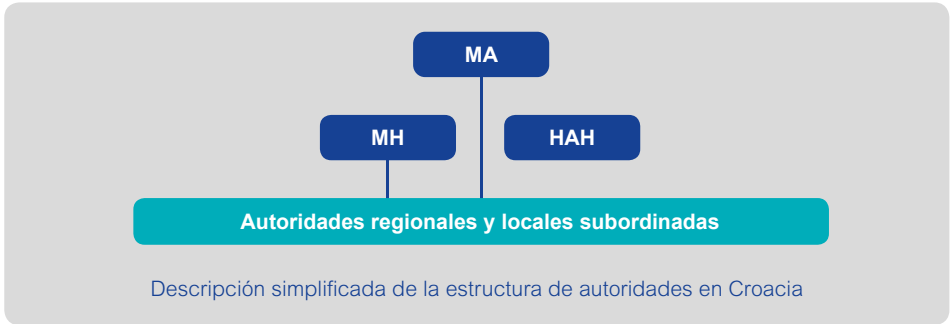 MA
MH
HAH
Autoridades regionales y locales subordinadas
Descripción simplificada de la estructura de autoridades en Croacia